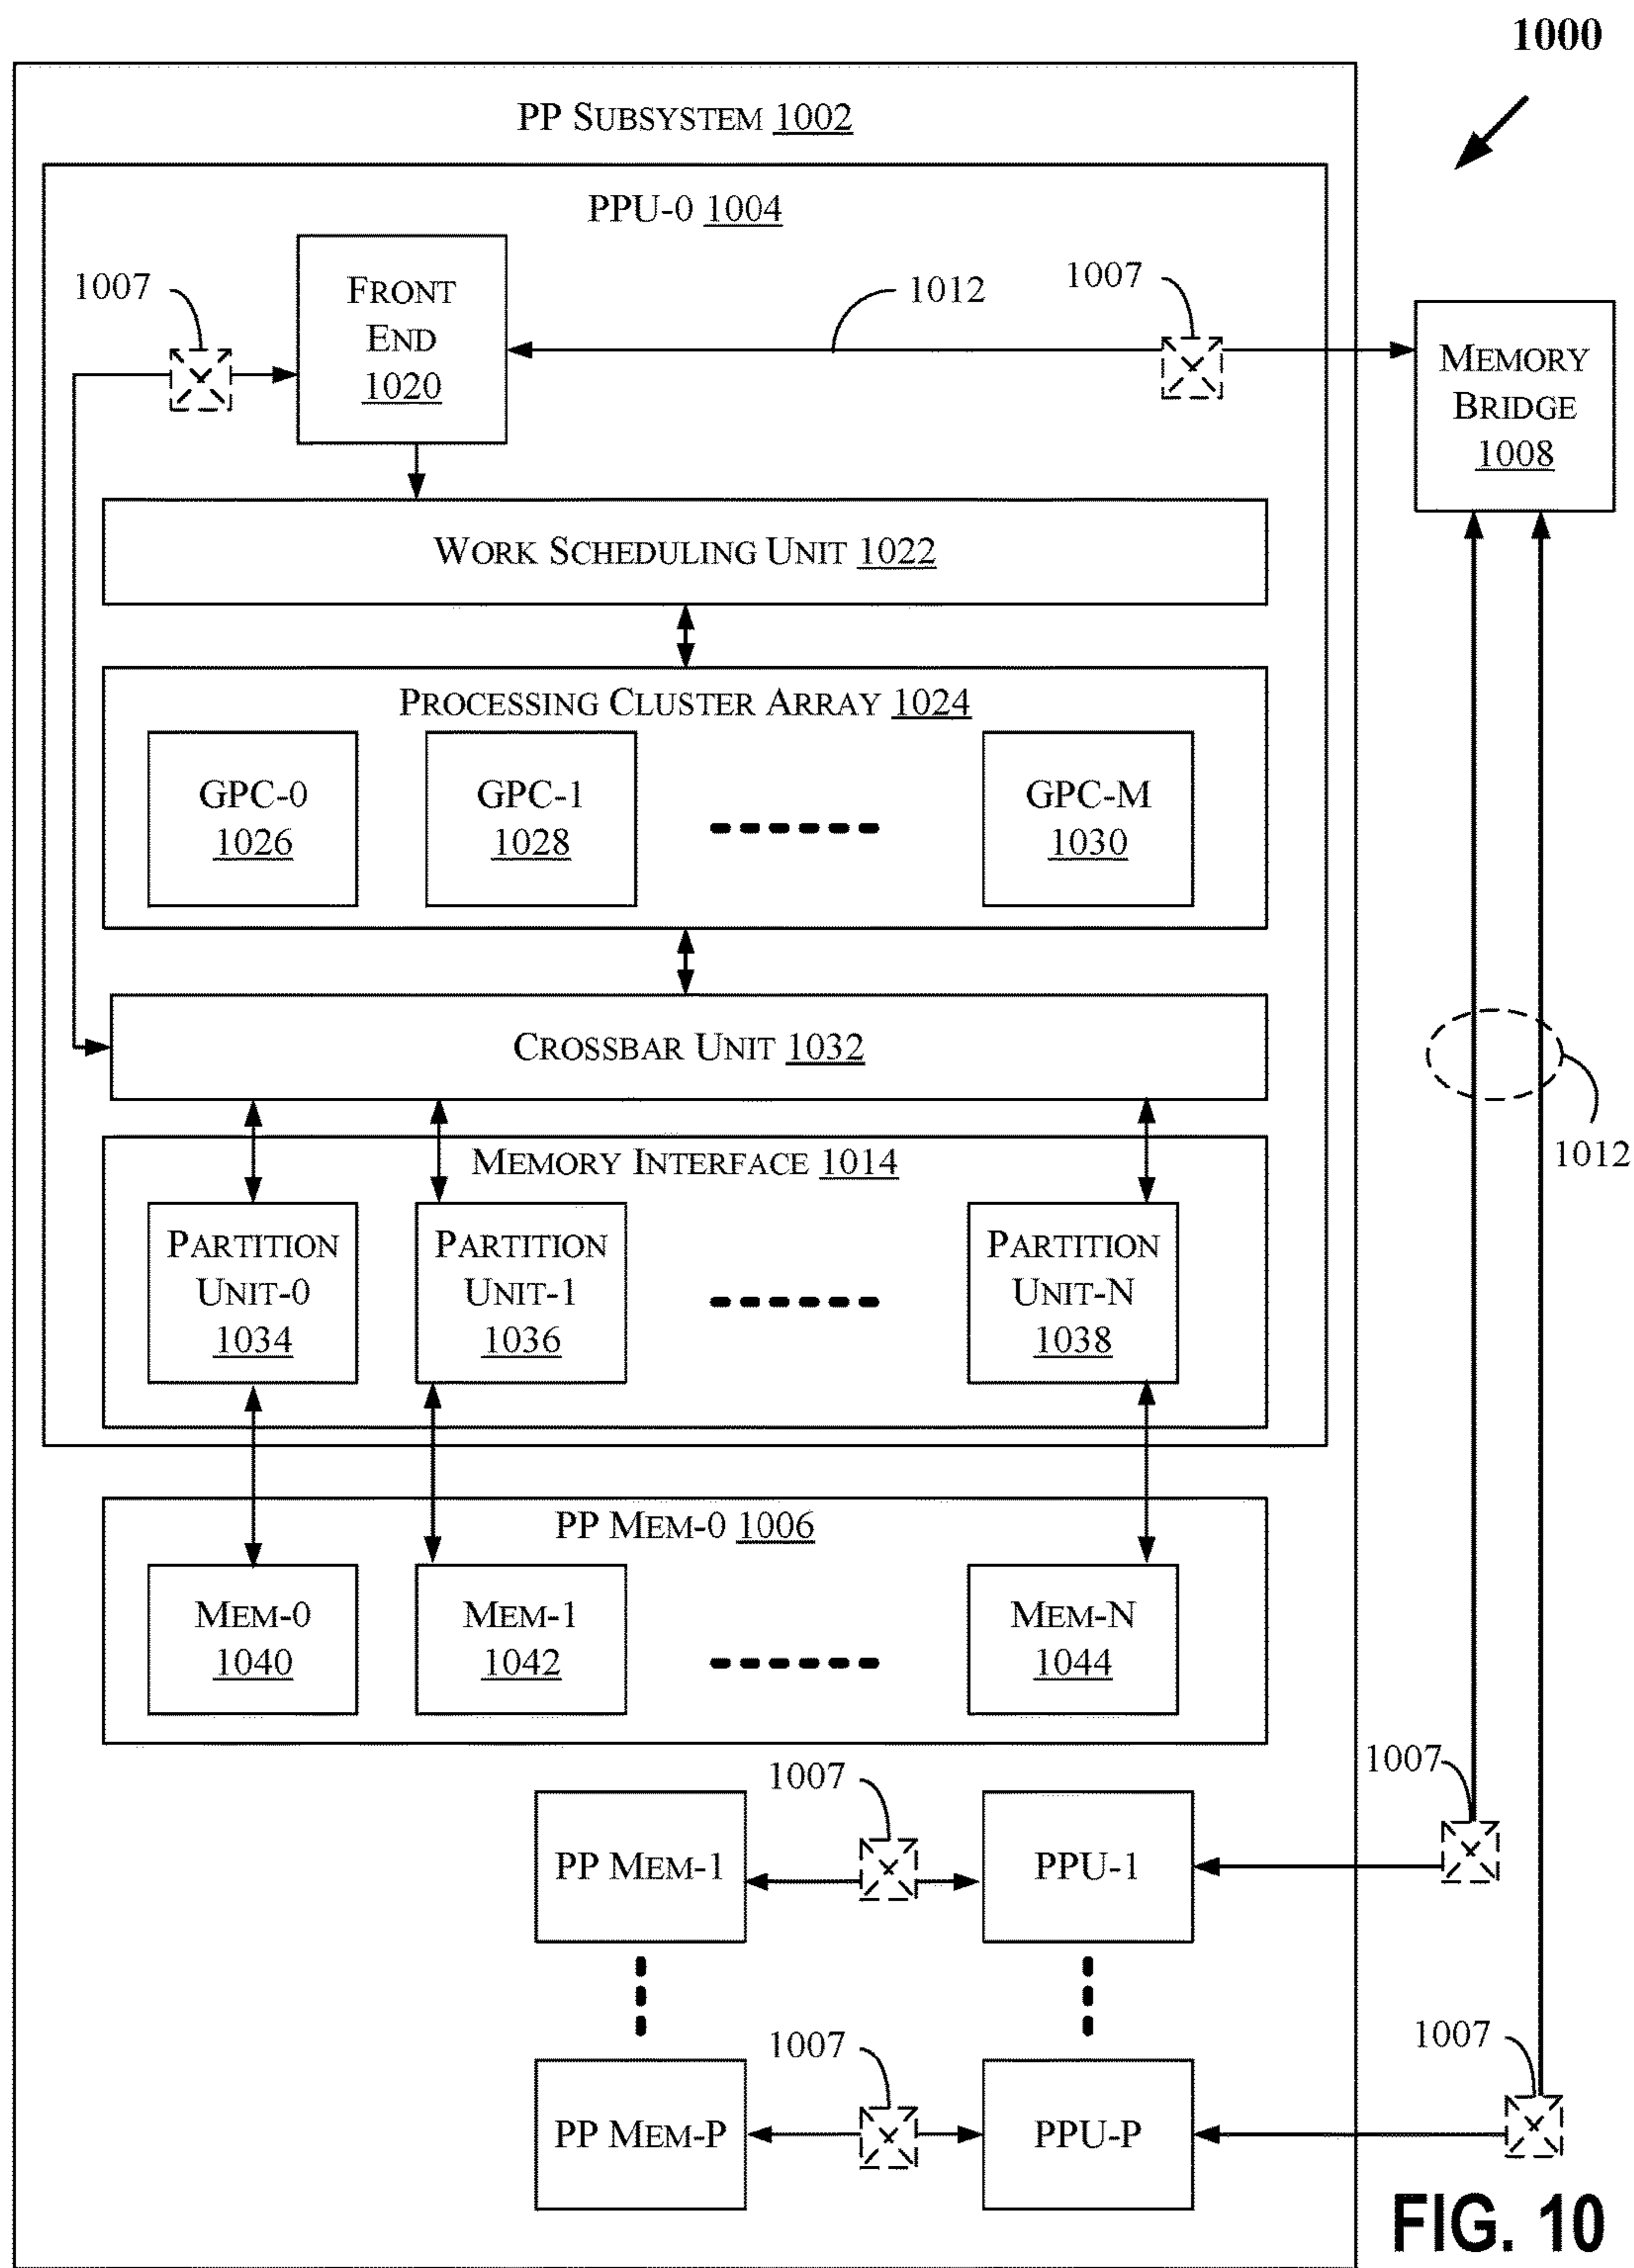 1000
PP SUBSYSTEM 1002
PPU-0 1004
1007
FRONT
END
1020
1012
1007
MEMORY
BRIDGE
1008
WORK SCHEDULING UNIT 1022
PROCESSING CLUSTER ARRAY 1024
GPC-0
1026
GPC-1
1028
GPC-M
1030
CROSSBAR UNIT 1032
1012
MEMORY INTERFACE 1014
PARTITION
UNIT-0
1034
PARTITION
UNIT-1
1036
PARTITION
UNIT-N
1038
PP MEM-0 1006
MEM-0
1040
MEM-1
1042
MEM-N
1044
1007
1007
PP MEM-1
PPU-1
1007
1007
PP MEM-P
PPU-P
FIG. 10